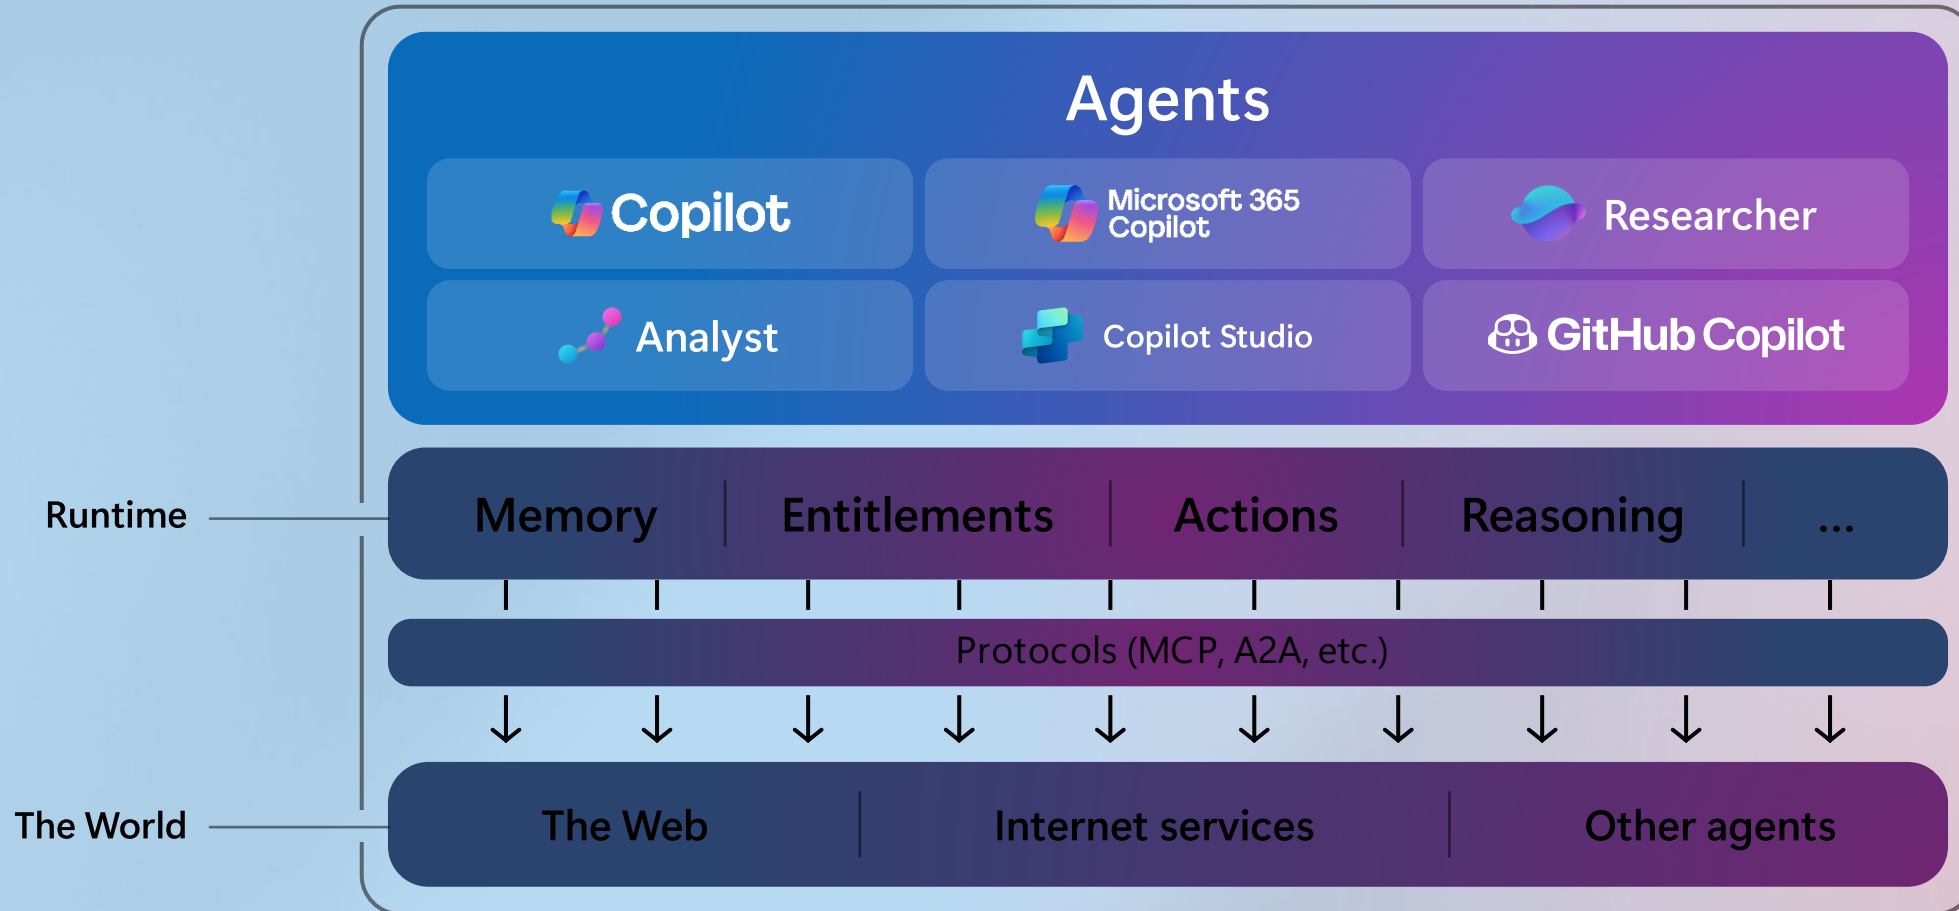 Agents
Copilot
Microsoft 365
Copilot
Researcher
Analyst
Copilot Studio
GitHub Copilot
Runtime
Memory
Entitlements
Actions
Reasoning
...
Protocols (MCP, A2A, etc.)
The World
The Web
Internet services
Other agents